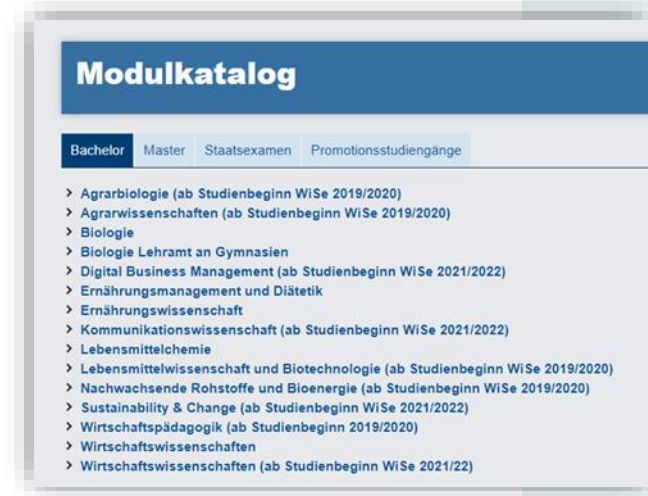 Modulkatalog
Bachelor Master Staatsexamen Promotionsstudiengänge
Agrarbiologie (ab Studienbeginn WiSe 2019/2020)
Agrarwissenschaften (ab Studienbeginn WiSe 2019/2020)
Biologie
Biologie Lehramt an Gymnasien
Digital Business Management (ab Studienbeginn WiSe 2021/2022)
Ernährungsmanagement und Diätetik
Ernährungswissenschaft
Kommunikationswissenschaft (ab Studienbeginn WiSe 2021/2022)
Lebensmittelchemie
Lebensmittelwissenschaft und Biotechnologie (ab Studienbeginn WiSe 2019/2020)
Nachwachsende Rohstoffe und Bioenergie (ab Studienbeginn WiSe 2019/2020)
Sustainability & Change (ab Studienbeginn WiSe 2021/2022)
Wirtschaftspädagogik (ab Studienbeginn 2019/2020)
Wirtschaftswissenschaften
Wirtschaftswissenschaften (ab Studienbeginn WiSe 2021/22)